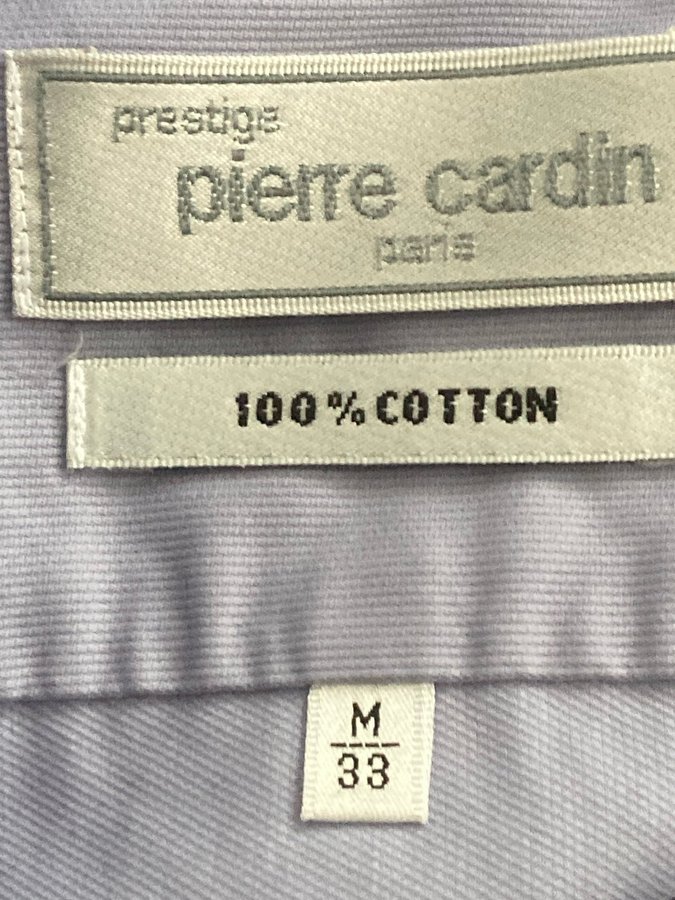 prestige
pierre cardin
paris
100% COTTON
M
33